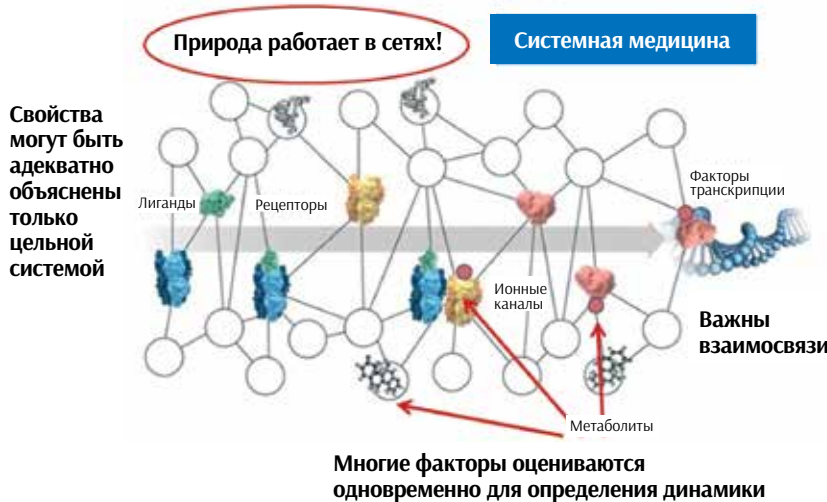 Природа работает в сетях!
Системная медицина
Свойства
могут быть
адекватно
объяснены
только
цельной
системой
Лиганды
Рецепторы
Факторы
транскрипции
Ионные
каналы
Важны
взаимосвязи
Метаболиты
Многие факторы оцениваются
одновременно для определения динамики